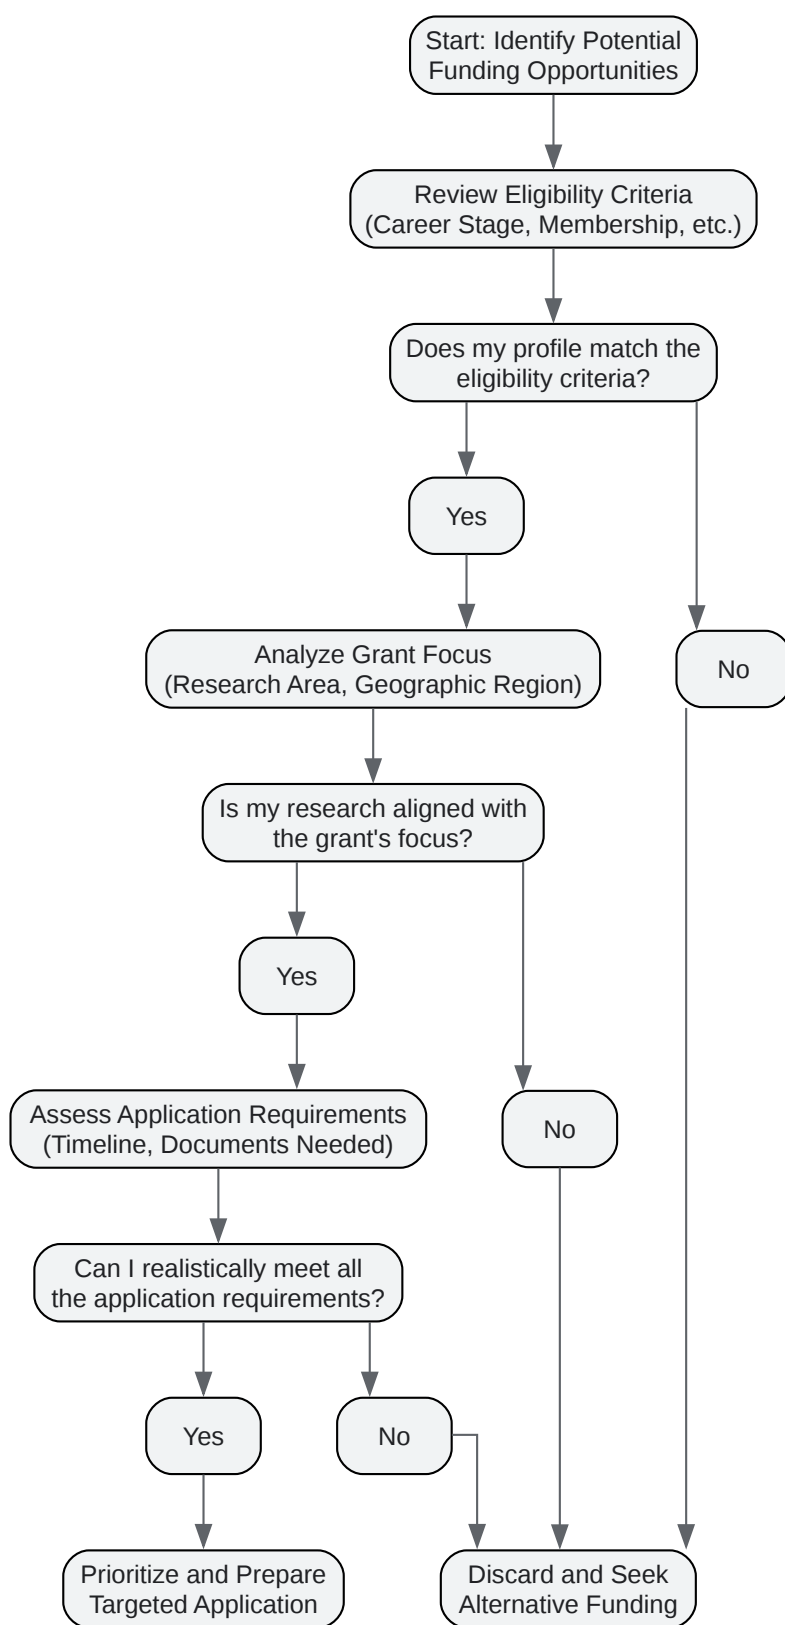 Start: Identify Potential
Funding Opportunities
Review Eligibility Criteria
(Career Stage, Membership, etc.)
Does my profile match the
eligibility criteria?
Yes
Analyze Grant Focus
(Research Area, Geographic Region)
No
Is my research aligned with
the grant's focus?
Yes
Assess Application Requirements
(Timeline, Documents Needed)
No
Can I realistically meet all
the application requirements?
Yes
No
Prioritize and Prepare
Targeted Application
Discard and Seek
Alternative Funding